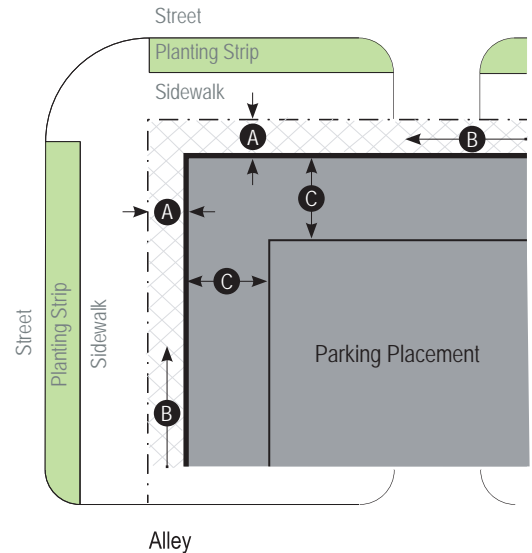 Street
Planting Strip
Sidewalk
A
B
A
C
C
Street
Planting Strip
Sidewalk
Parking Placement
B
Alley